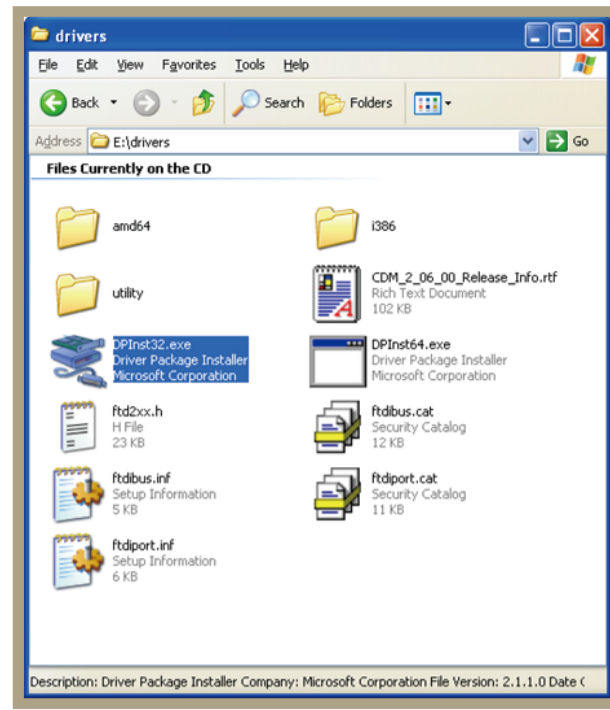 drivers
File Edit View Favorites Tools Help
Back Search Folders
Address E:\drivers Go
Files Currently on the CD
amd64
i386
utility
CDM_2_06_00_Release_Info.rtf
Rich Text Document
102 KB
DPInst32.exe
Driver Package Installer
Microsoft Corporation
DPInst64.exe
Driver Package Installer
Microsoft Corporation
ftd2xx.h
H File
23 KB
ftdibus.cat
Security Catalog
12 KB
ftdibus.inf
Setup Information
5 KB
ftdiport.cat
Security Catalog
11 KB
ftdiport.inf
Setup Information
6 KB
Description: Driver Package Installer Company: Microsoft Corporation File Version: 2.1.1.0 Date